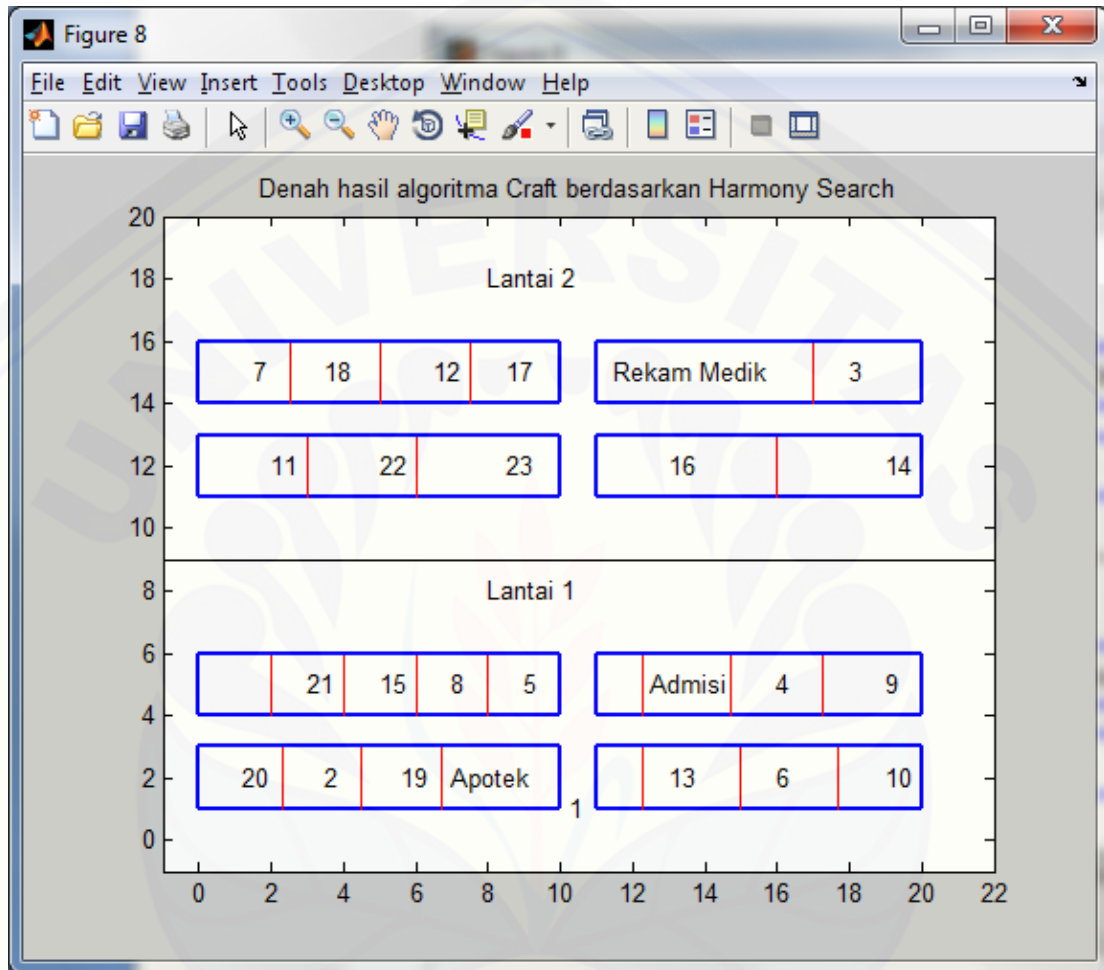 Figure 8
File Edit View Insert Tools Desktop Window Help
Denah hasil algoritma Craft berdasarkan Harmony Search
20
18 Lantai 2
16
7 18 12 17 Rekam Medik 3
14
12 11 22 23 16 14
10
8 Lantai 1
6
21 15 8 5 Admisi 4 9
4
2 20 2 19 Apotek 13 6 10
1
0
0 2 4 6 8 10 12 14 16 18 20 22
UNIVERSITAS